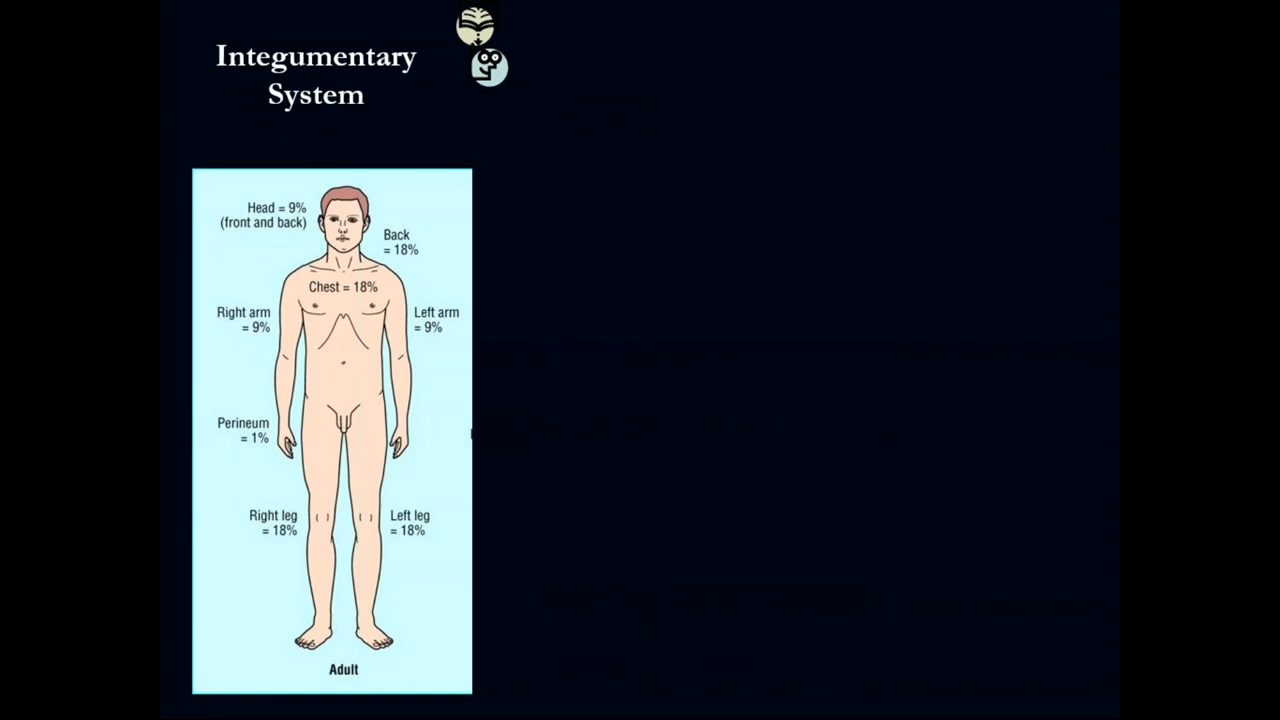 Integumentary
System
Head = 9%
(front and back)
Back
= 18%
Chest = 18%
Right arm
= 9%
Left arm
= 9%
Perineum
= 1%
Right leg
= 18%
Left leg
= 18%
Adult